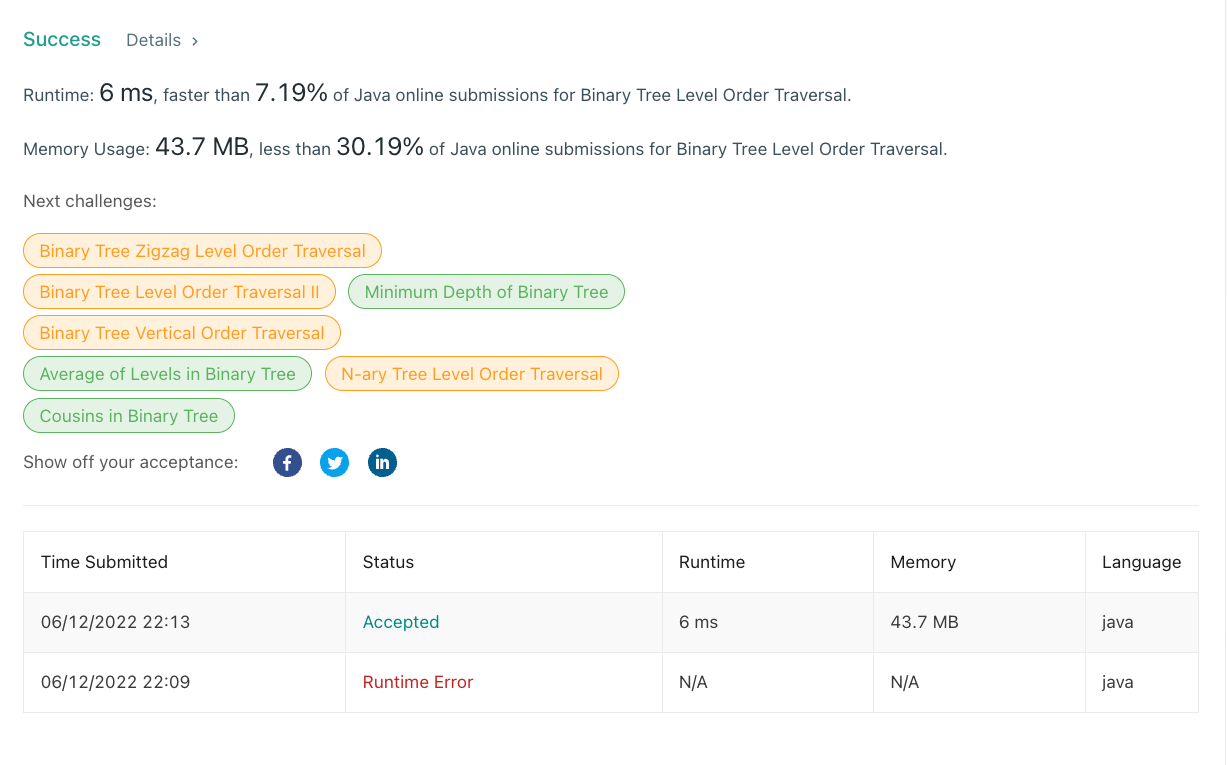 Success Details >
Runtime: 6 ms, faster than 7.19% of Java online submissions for Binary Tree Level Order Traversal.
Memory Usage: 43.7 MB, less than 30.19% of Java online submissions for Binary Tree Level Order Traversal.
Next challenges:
Binary Tree Zigzag Level Order Traversal
Binary Tree Level Order Traversal II Minimum Depth of Binary Tree
Binary Tree Vertical Order Traversal
Average of Levels in Binary Tree N-ary Tree Level Order Traversal
Cousins in Binary Tree
Show off your acceptance: f in
Time Submitted Status Runtime Memory Language
06/12/2022 22:13 Accepted 6 ms 43.7 MB java
06/12/2022 22:09 Runtime Error N/A N/A java